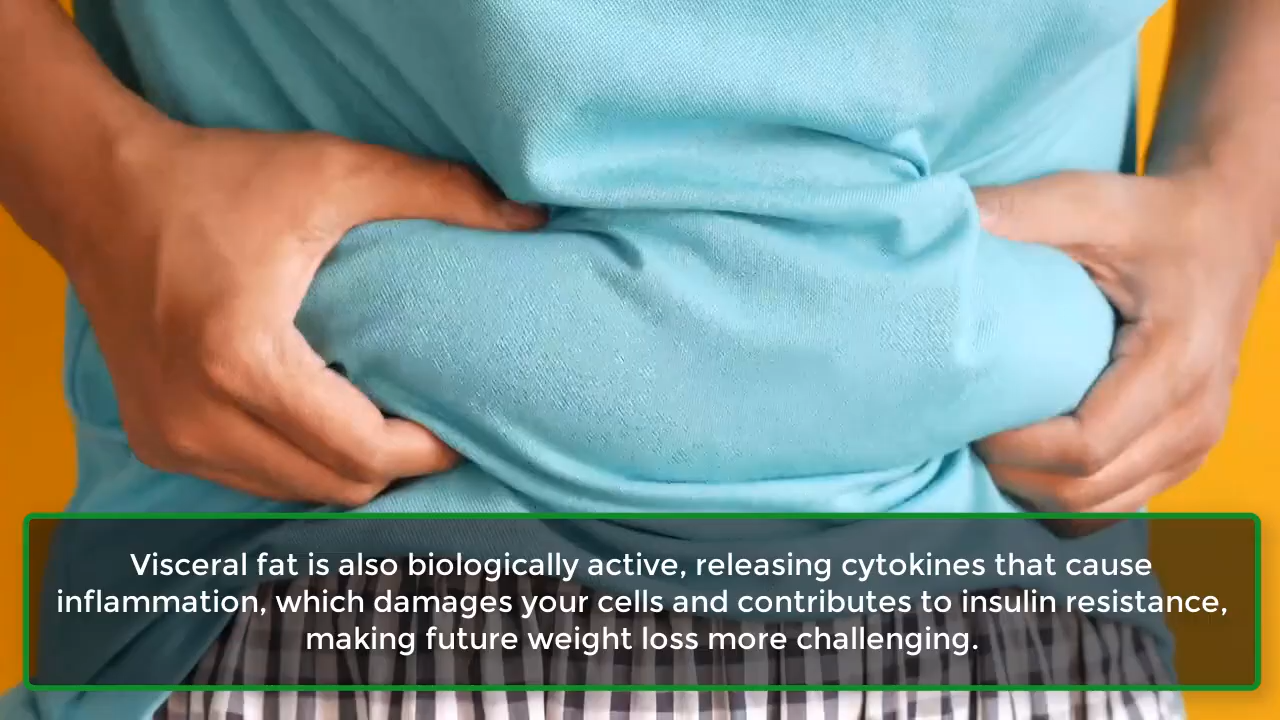 Visceral fat is also biologically active, releasing cytokines that cause
inflammation, which damages your cells and contributes to insulin resistance,
making future weight loss more challenging.